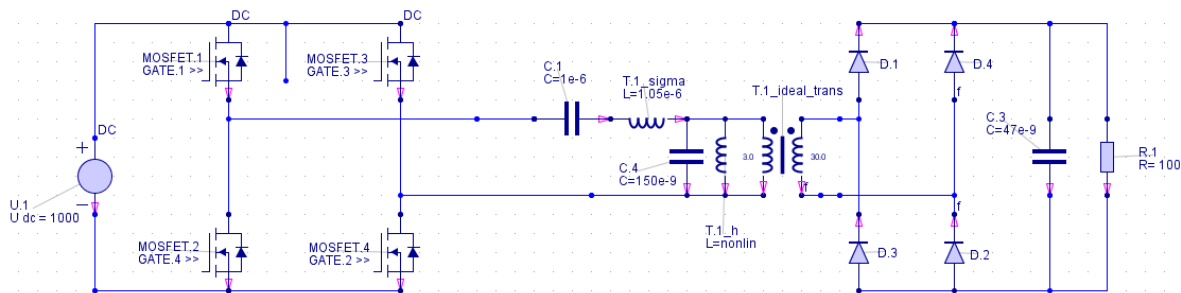 DC
DC
MOSFET.1
GATE.1 >>
MOSFET.3
GATE.3 >>
C.1
C=1e-6
T.1_sigma
L=1.05e-6
T.1_ideal_trans
D.1
D.4
f
DC
+
U.1
U dc = 1000
C.4
C=150e-9
3.0
30.0
f
C.3
C=47e-9
R.1
R= 100
f
MOSFET.2
GATE.4 >>
MOSFET.4
GATE.2 >>
T.1_h
L=nonlin
D.3
D.2